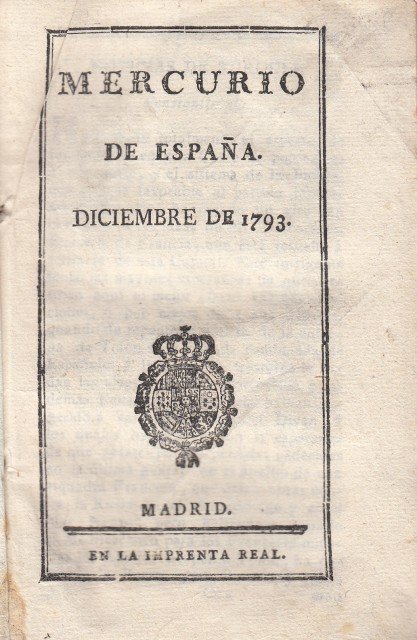 MERCURIO
DE ESPAÑA.
DICIEMBRE DE 1793.
MADRID.
EN LA IMPRENTA REAL.